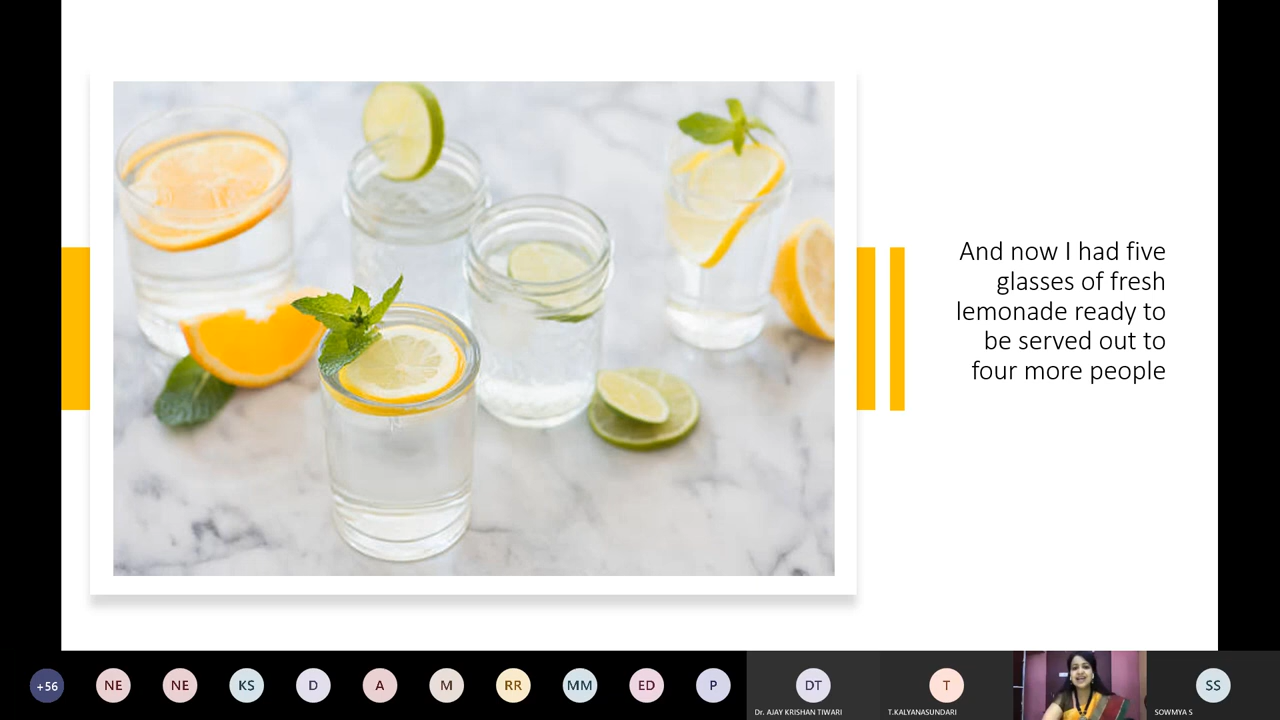 And now I had five
glasses of fresh
lemonade ready to
be served out to
four more people
+56
NE
NE
KS
D
A
M
RR
MM
ED
P
DT
T
SS
Dr. AJAY KRISHAN TIWARI
T.KALYANASUNDARI
SOWMYA S